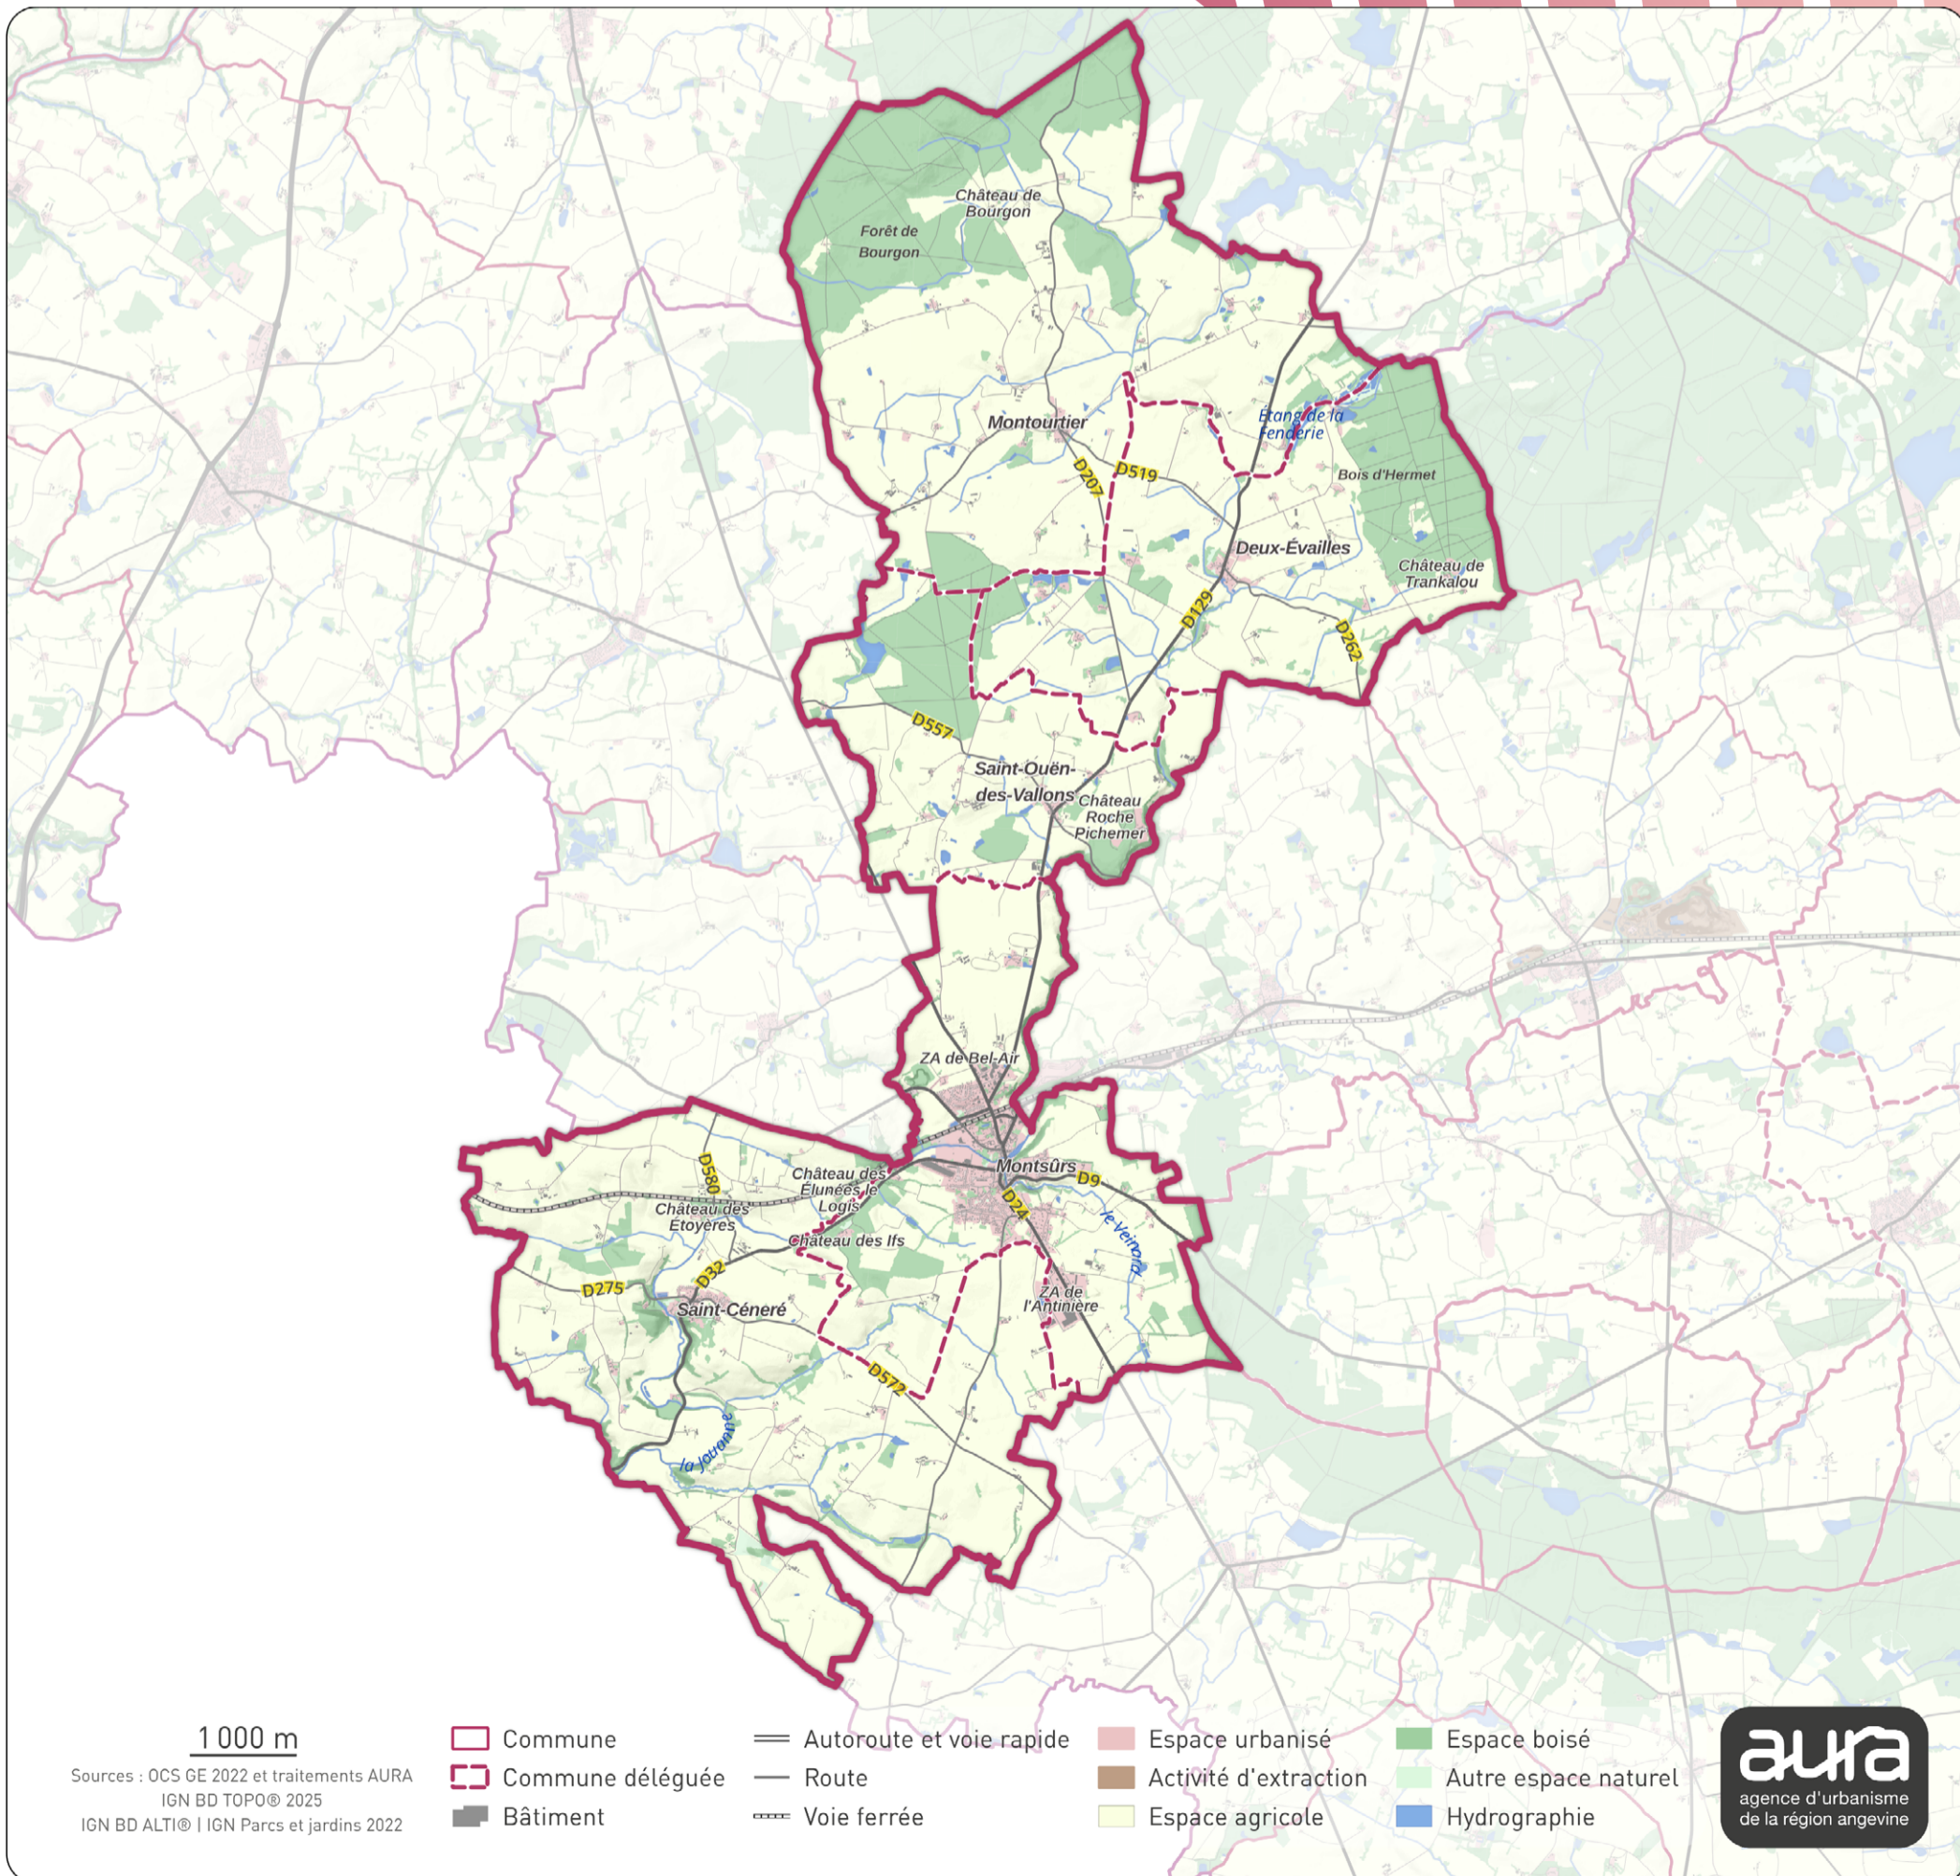 Château de
Bourgon
Forêt de
Bourgon
Montourtier
Étang de la
Fenderie
D207
D519
Bois d'Hermet
Deux-Évailles
Château de
Trankalou
D129
D262
D557
Saint-Ouën-
des-Vallons
Château
Roche
Pichemer
ZA de Bel-Air
Montsûrs
D9
D580
Château des
Élunées le
Logis
Château des
Étoyères
D24
le Veinard
Château des Ifs
D32
D275
ZA de
l'Antinière
Saint-Céneré
D572
la Jouanne
1 000 m
Sources : OCS GE 2022 et traitements AURA
IGN BD TOPO® 2025
IGN BD ALTI® | IGN Parcs et jardins 2022
Commune
Commune déléguée
Bâtiment
Autoroute et voie rapide
Route
Voie ferrée
Espace urbanisé
Activité d'extraction
Espace agricole
Espace boisé
Autre espace naturel
Hydrographie
aura
agence d'urbanisme
de la région angevine